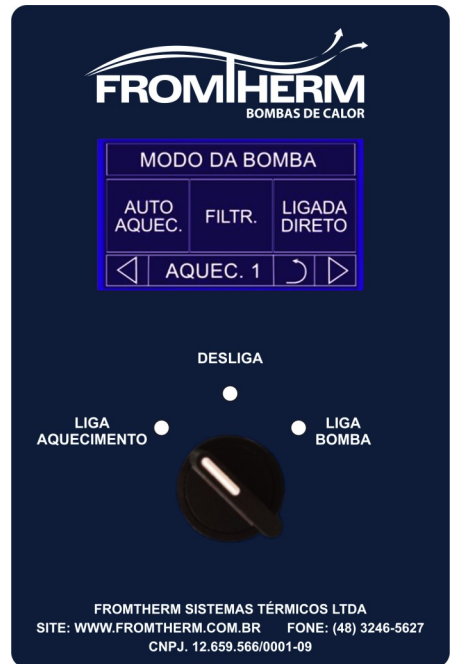 FROMTHERM
BOMBAS DE CALOR
MODO DA BOMBA
AUTO AQUEC.
FILTR.
LIGADA DIRETO
AQUEC. 1
DESLIGA
LIGA AQUECIMENTO
LIGA BOMBA
FROMTHERM SISTEMAS TÉRMICOS LTDA
SITE: WWW.FROMTHERM.COM.BR FONE: (48) 3246-5627
CNPJ. 12.659.566/0001-09